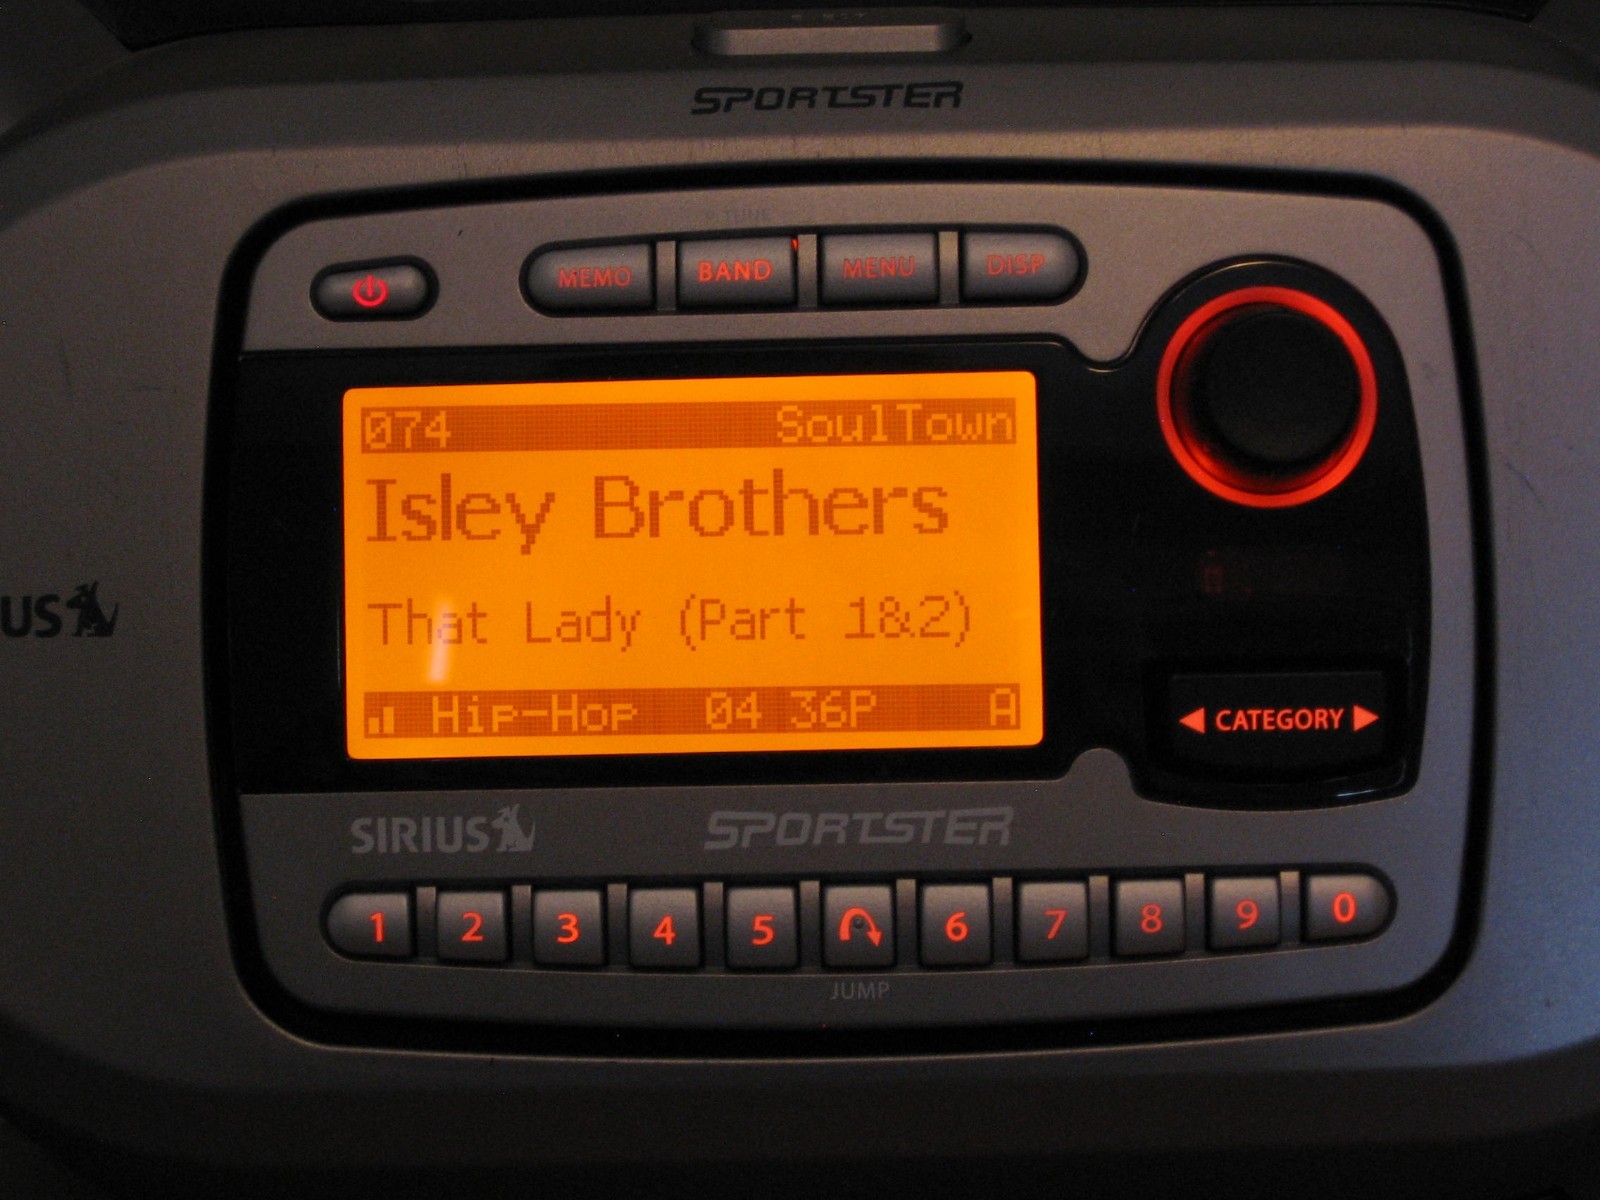 SPORTSTER
TUNE
MEMO BAND MENU DISP
074 SoulTown
Isley Brothers
That Lady (Part 1&2)
Hip-Hop 04 36P A
US
CATEGORY
SIRIUS SPORTSTER
1 2 3 4 5 6 7 8 9 0
JUMP